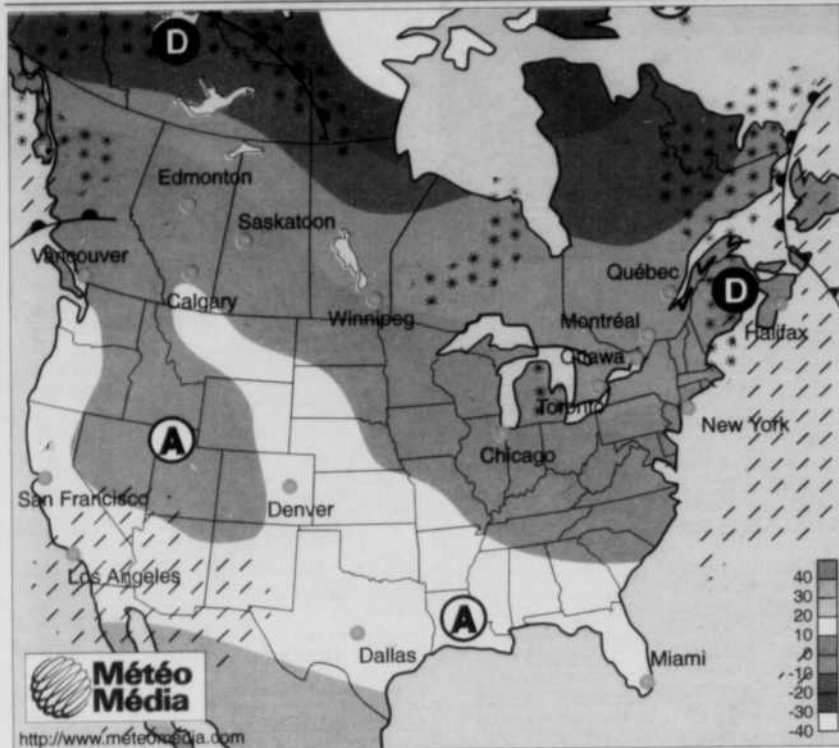 D
Edmonton
Saskatoon
Vancouver
Calgary
Winnipeg
Québec
D
Montréal
Halifax
Ottawa
Toronto
New York
Chicago
A
San Francisco
Denver
Los Angeles
A
Dallas
Miami
40
30
20
10
0
-10
-20
-30
-40
Météo
Média
http://www.meteomedia.com